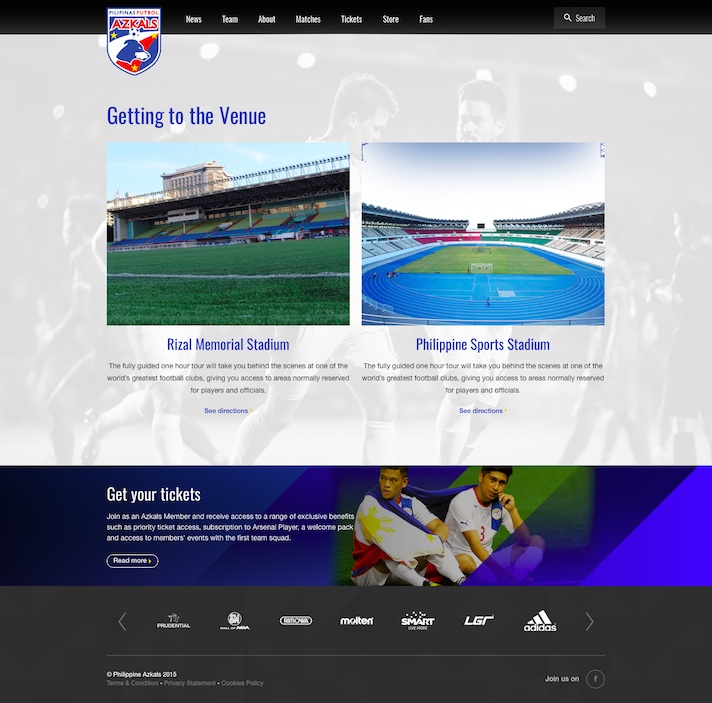 PILIPINAS FUTBOL
AZKALS
News Team About Matches Tickets Store Fans Search
Getting to the Venue
Rizal Memorial Stadium
The fully guided one hour tour will take you behind the scenes at one of the
world's greatest football clubs, giving you access to areas normally reserved
for players and officials.
See directions
Philippine Sports Stadium
The fully guided one hour tour will take you behind the scenes at one of the
world's greatest football clubs, giving you access to areas normally reserved
for players and officials.
See directions
Get your tickets
Join as an Azkals Member and receive access to a range of exclusive benefits
such as priority ticket access, subscription to Arsenal Player, a welcome pack
and access to members' events with the first team squad.
Read more
3
PRUDENTIAL
SM
MALL OF ASIA
RIMOWA
molten
SMART
LIVE MORE
LGR
adidas
© Philippine Azkals 2015
Terms & Condition • Privacy Statement • Cookies Policy
Join us on f